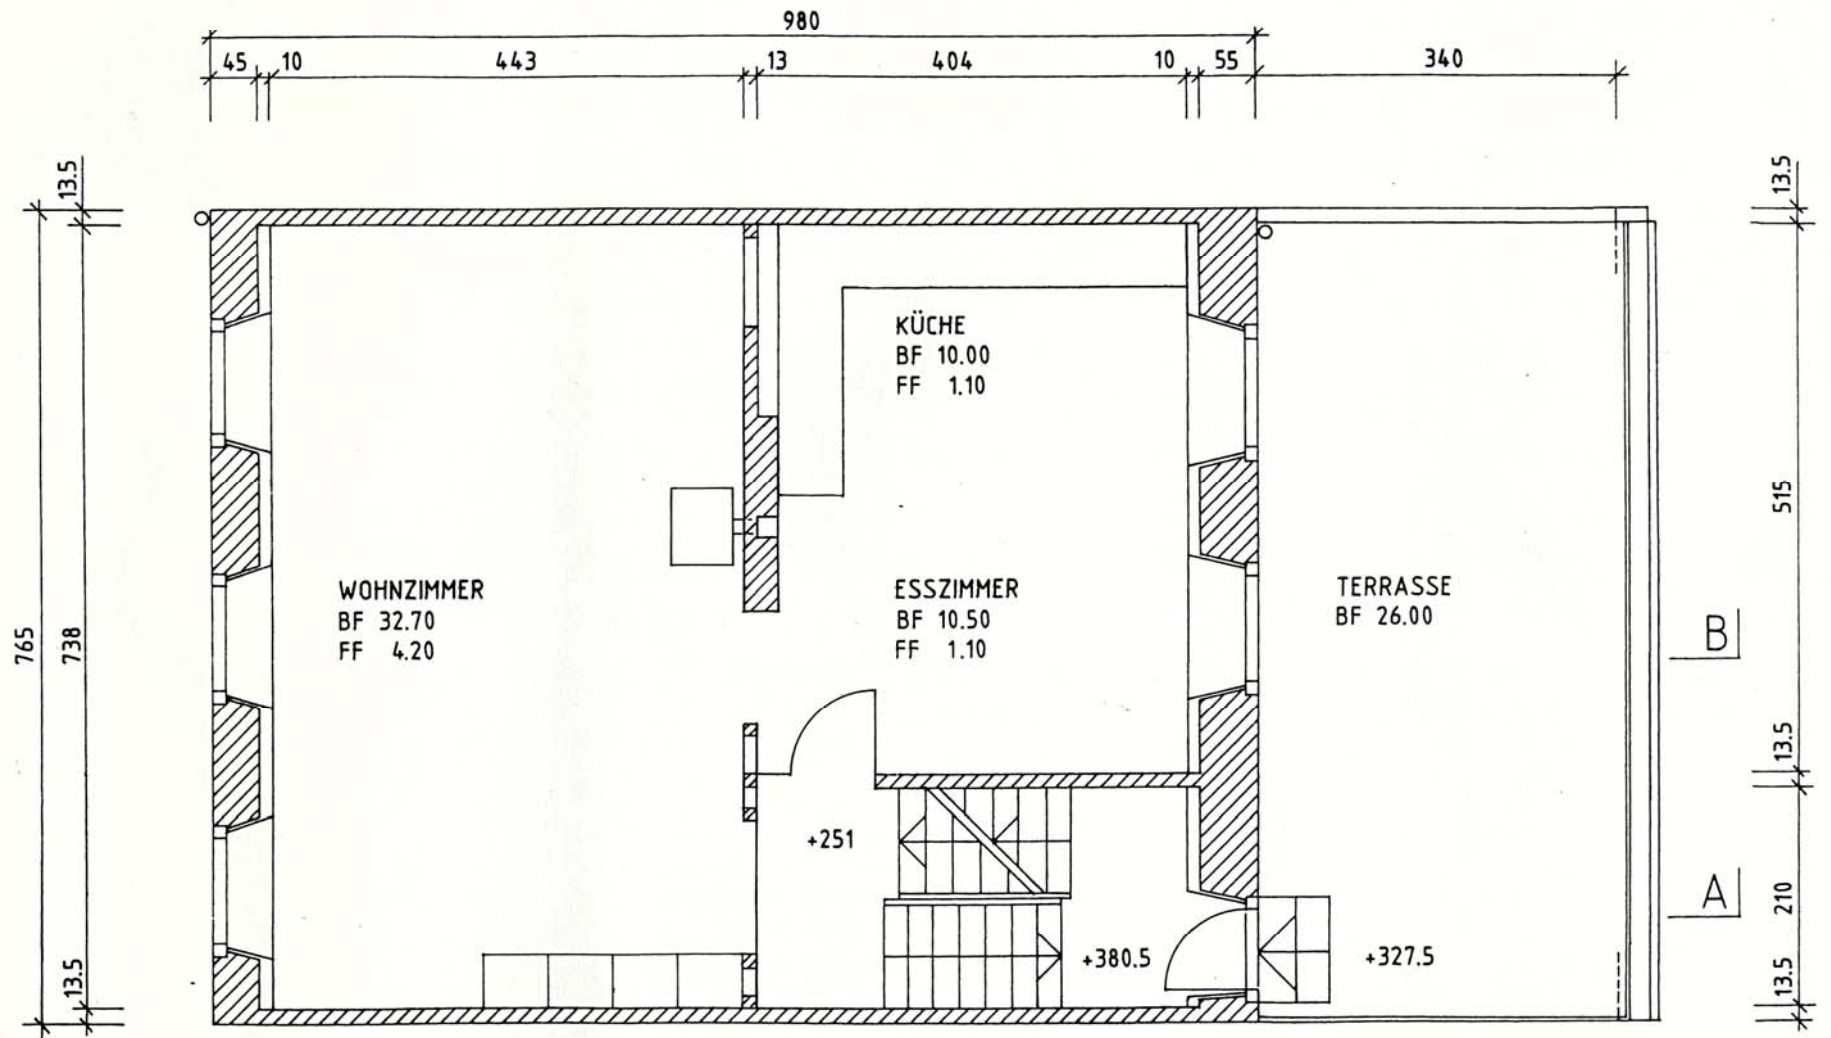 980
45 10 443 13 404 10 55 340
13.5
13.5
KÜCHE
BF 10.00
FF 1.10
515
WOHNZIMMER
BF 32.70
FF 4.20
ESSZIMMER
BF 10.50
FF 1.10
TERRASSE
BF 26.00
B
765
738
13.5
+251
A
210
+380.5
+327.5
13.5
13.5